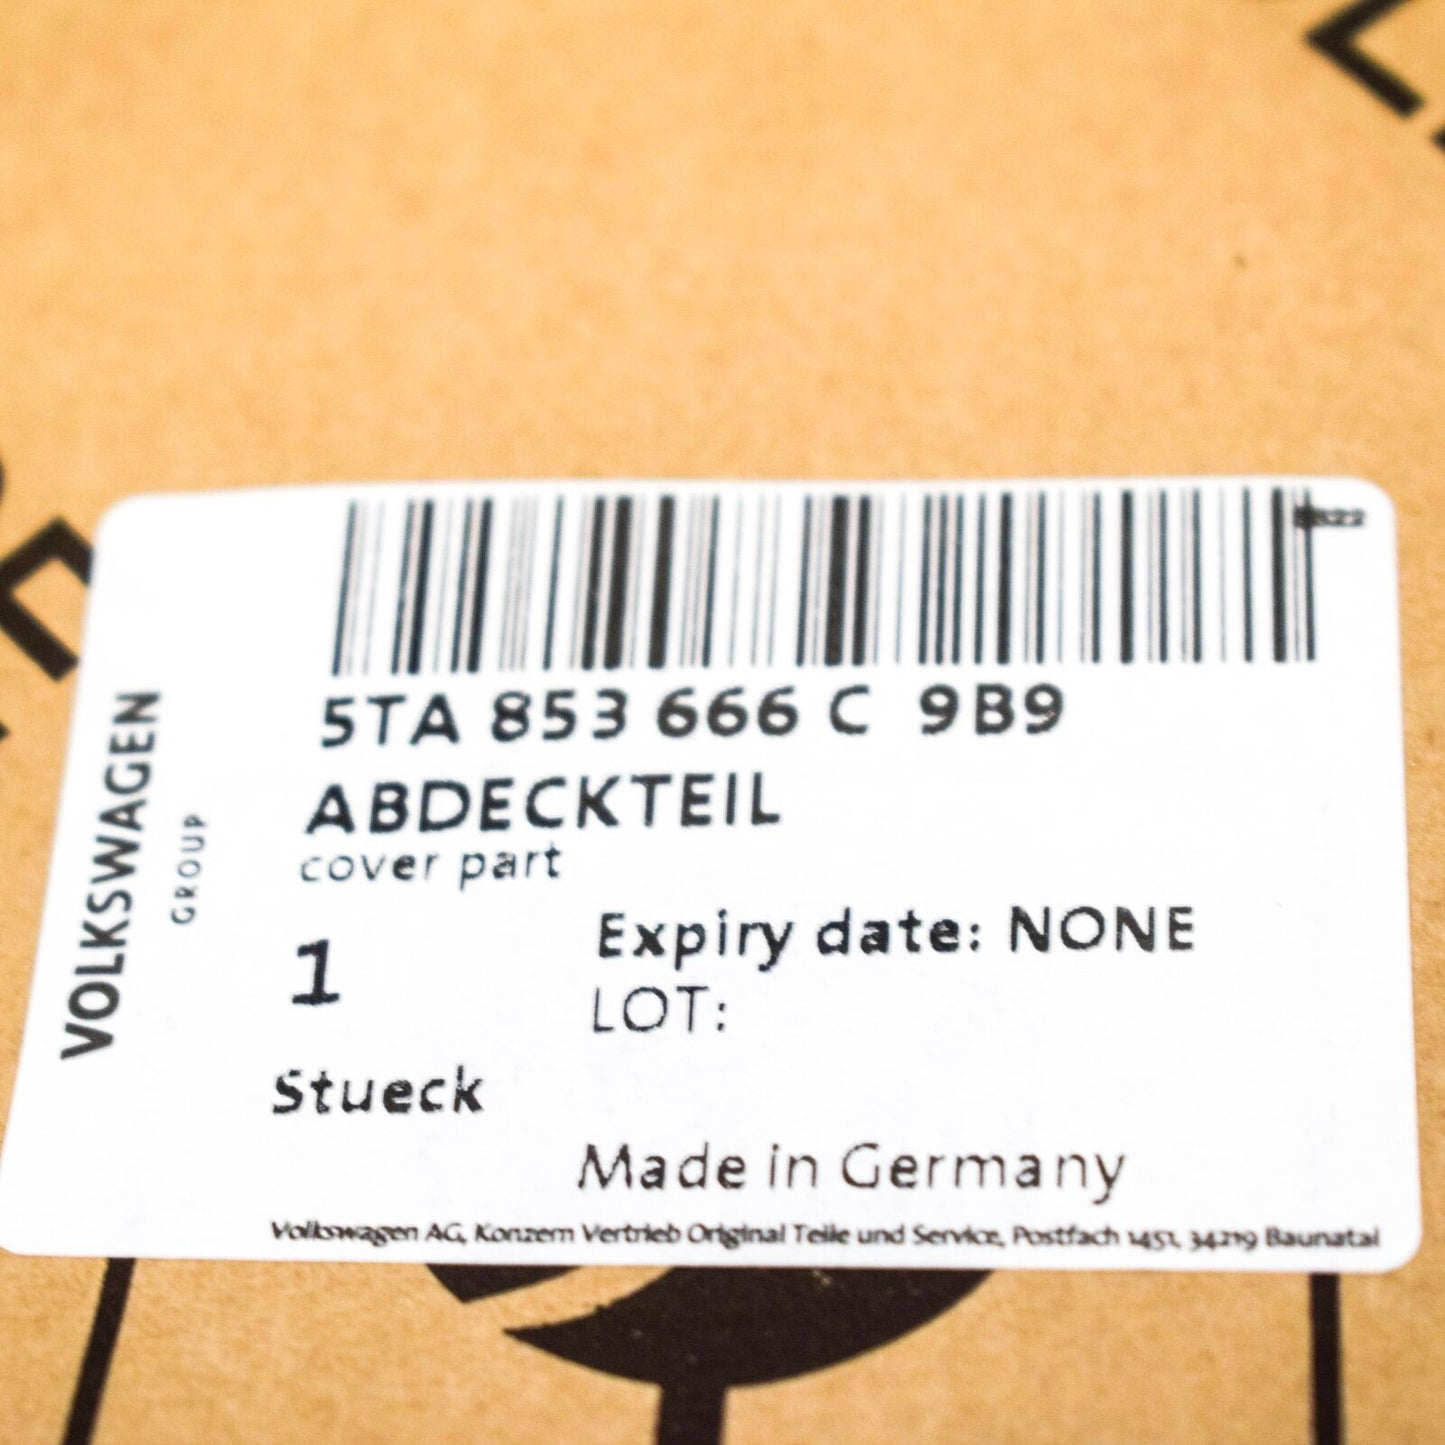 5TA 853 666 C 9B9
ABDECKTEIL
cover part
1
Expiry date: NONE
LOT:
Stueck
Made in Germany
Volkswagen AG, Konzern Vertrieb Original Teile und Service, Postfach 1451, 34219 Baunatal
VOLKSWAGEN
GROUP